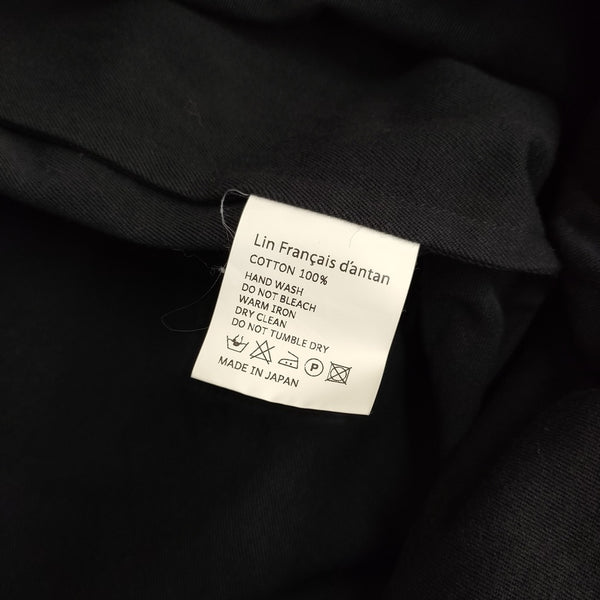 Lin Français d'antan
COTTON 100%
HAND WASH
DO NOT BLEACH
WARM IRON
DRY CLEAN
DO NOT TUMBLE DRY
P
MADE IN JAPAN